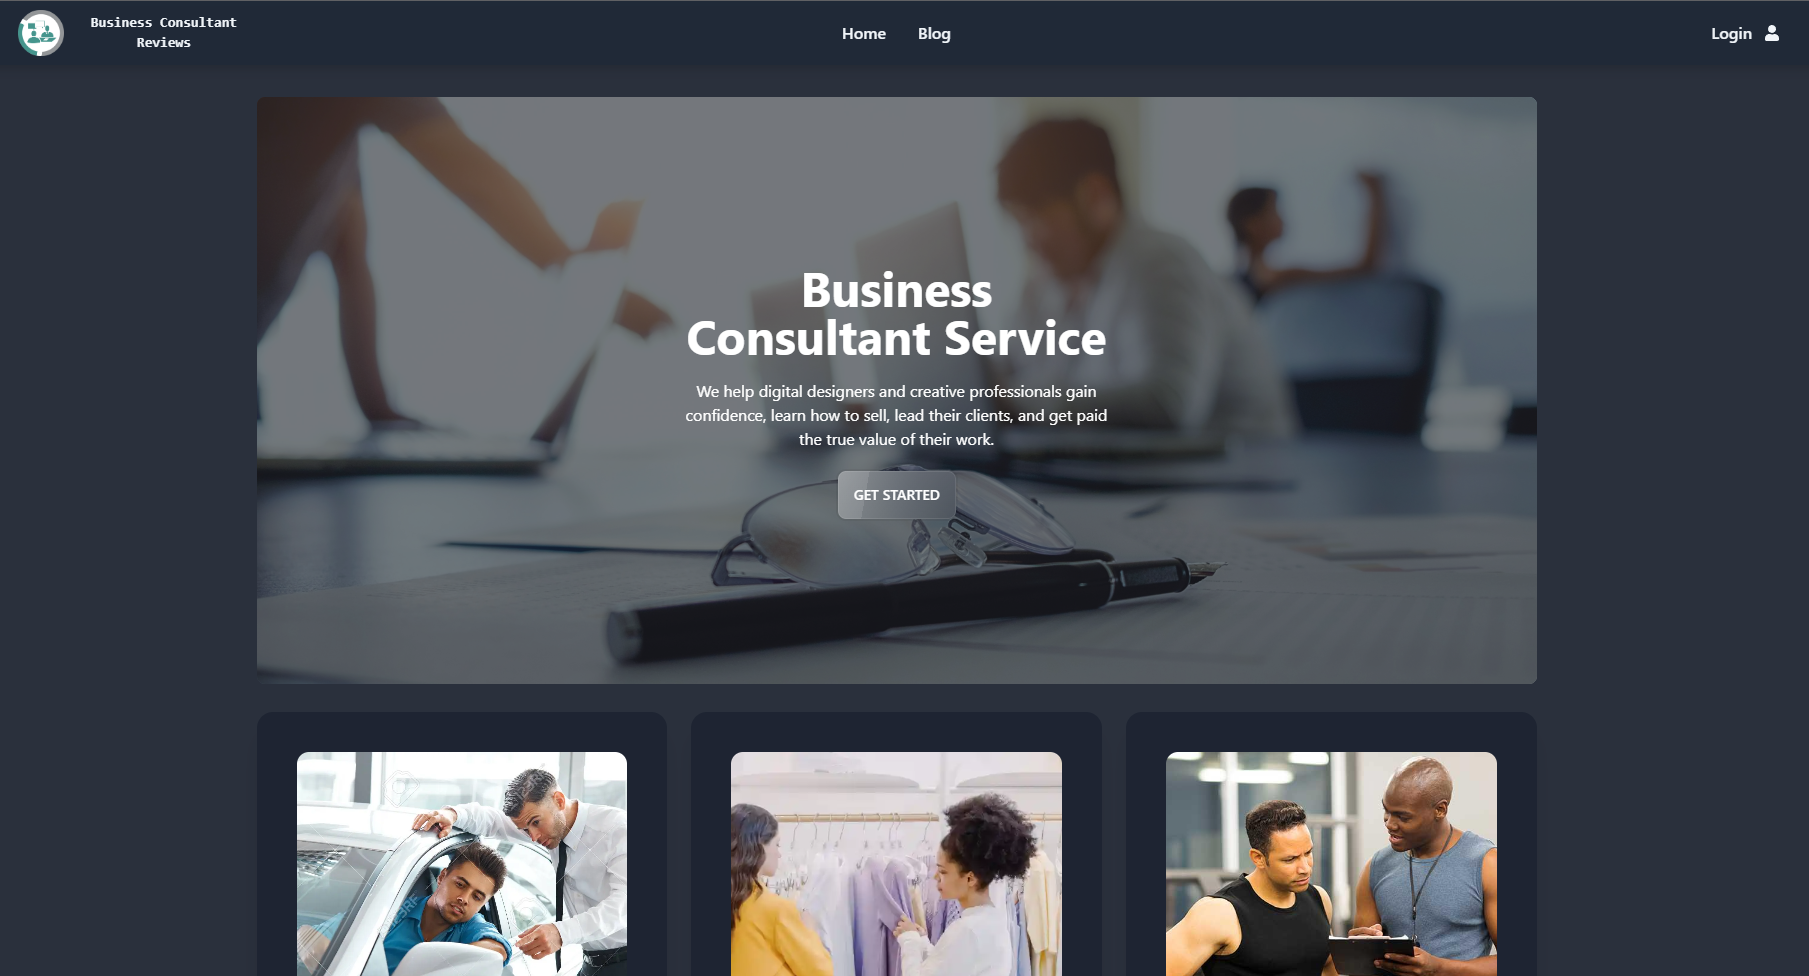 Business Consultant
Reviews
Home
Blog
Login
Business
Consultant Service
We help digital designers and creative professionals gain
confidence, learn how to sell, lead their clients, and get paid
the true value of their work.
GET STARTED